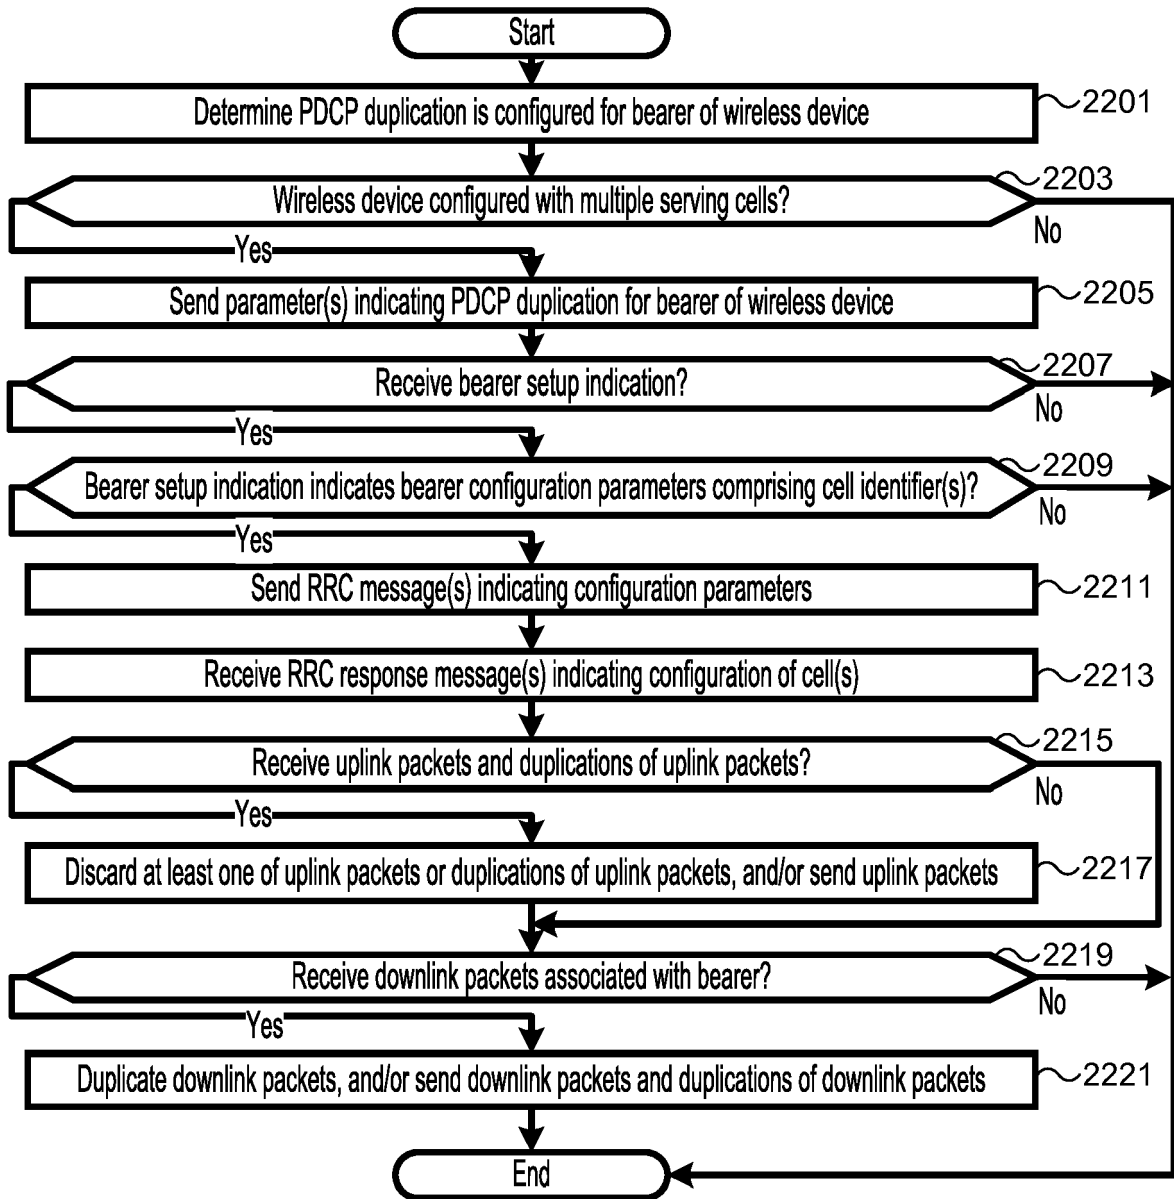 Start
Determine PDCP duplication is configured for bearer of wireless device
2201
Wireless device configured with multiple serving cells?
2203
No
Yes
Send parameter(s) indicating PDCP duplication for bearer of wireless device
2205
Receive bearer setup indication?
2207
No
Yes
Bearer setup indication indicates bearer configuration parameters comprising cell identifier(s)?
2209
No
Yes
Send RRC message(s) indicating configuration parameters
2211
Receive RRC response message(s) indicating configuration of cell(s)
2213
Receive uplink packets and duplications of uplink packets?
2215
No
Yes
Discard at least one of uplink packets or duplications of uplink packets, and/or send uplink packets
2217
Receive downlink packets associated with bearer?
2219
No
Yes
Duplicate downlink packets, and/or send downlink packets and duplications of downlink packets
2221
End